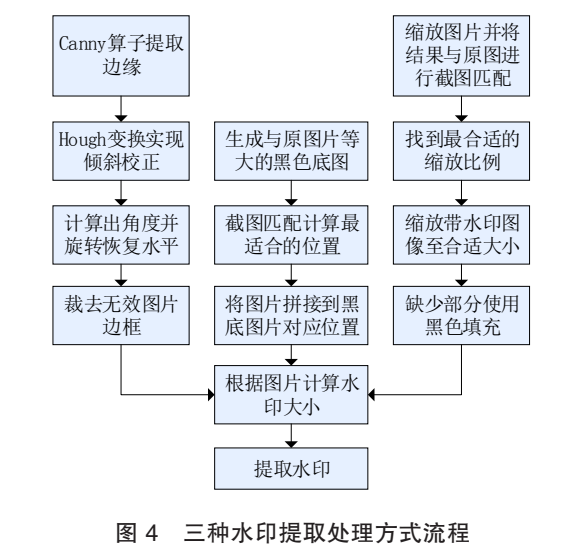 Canny算子提取
边缘
Hough变换实现
倾斜校正
计算出角度并
旋转恢复水平
裁去无效图片
边框
生成与原图片等
大的黑色底图
截图匹配计算最
适合的位置
将图片拼接到黑
底图片对应位置
缩放图片并将
结果与原图进
行截图匹配
找到最合适的
缩放比例
缩放带水印图
像至合适大小
缺少部分使用
黑色填充
根据图片计算水
印大小
提取水印
图 4 三种水印提取处理方式流程